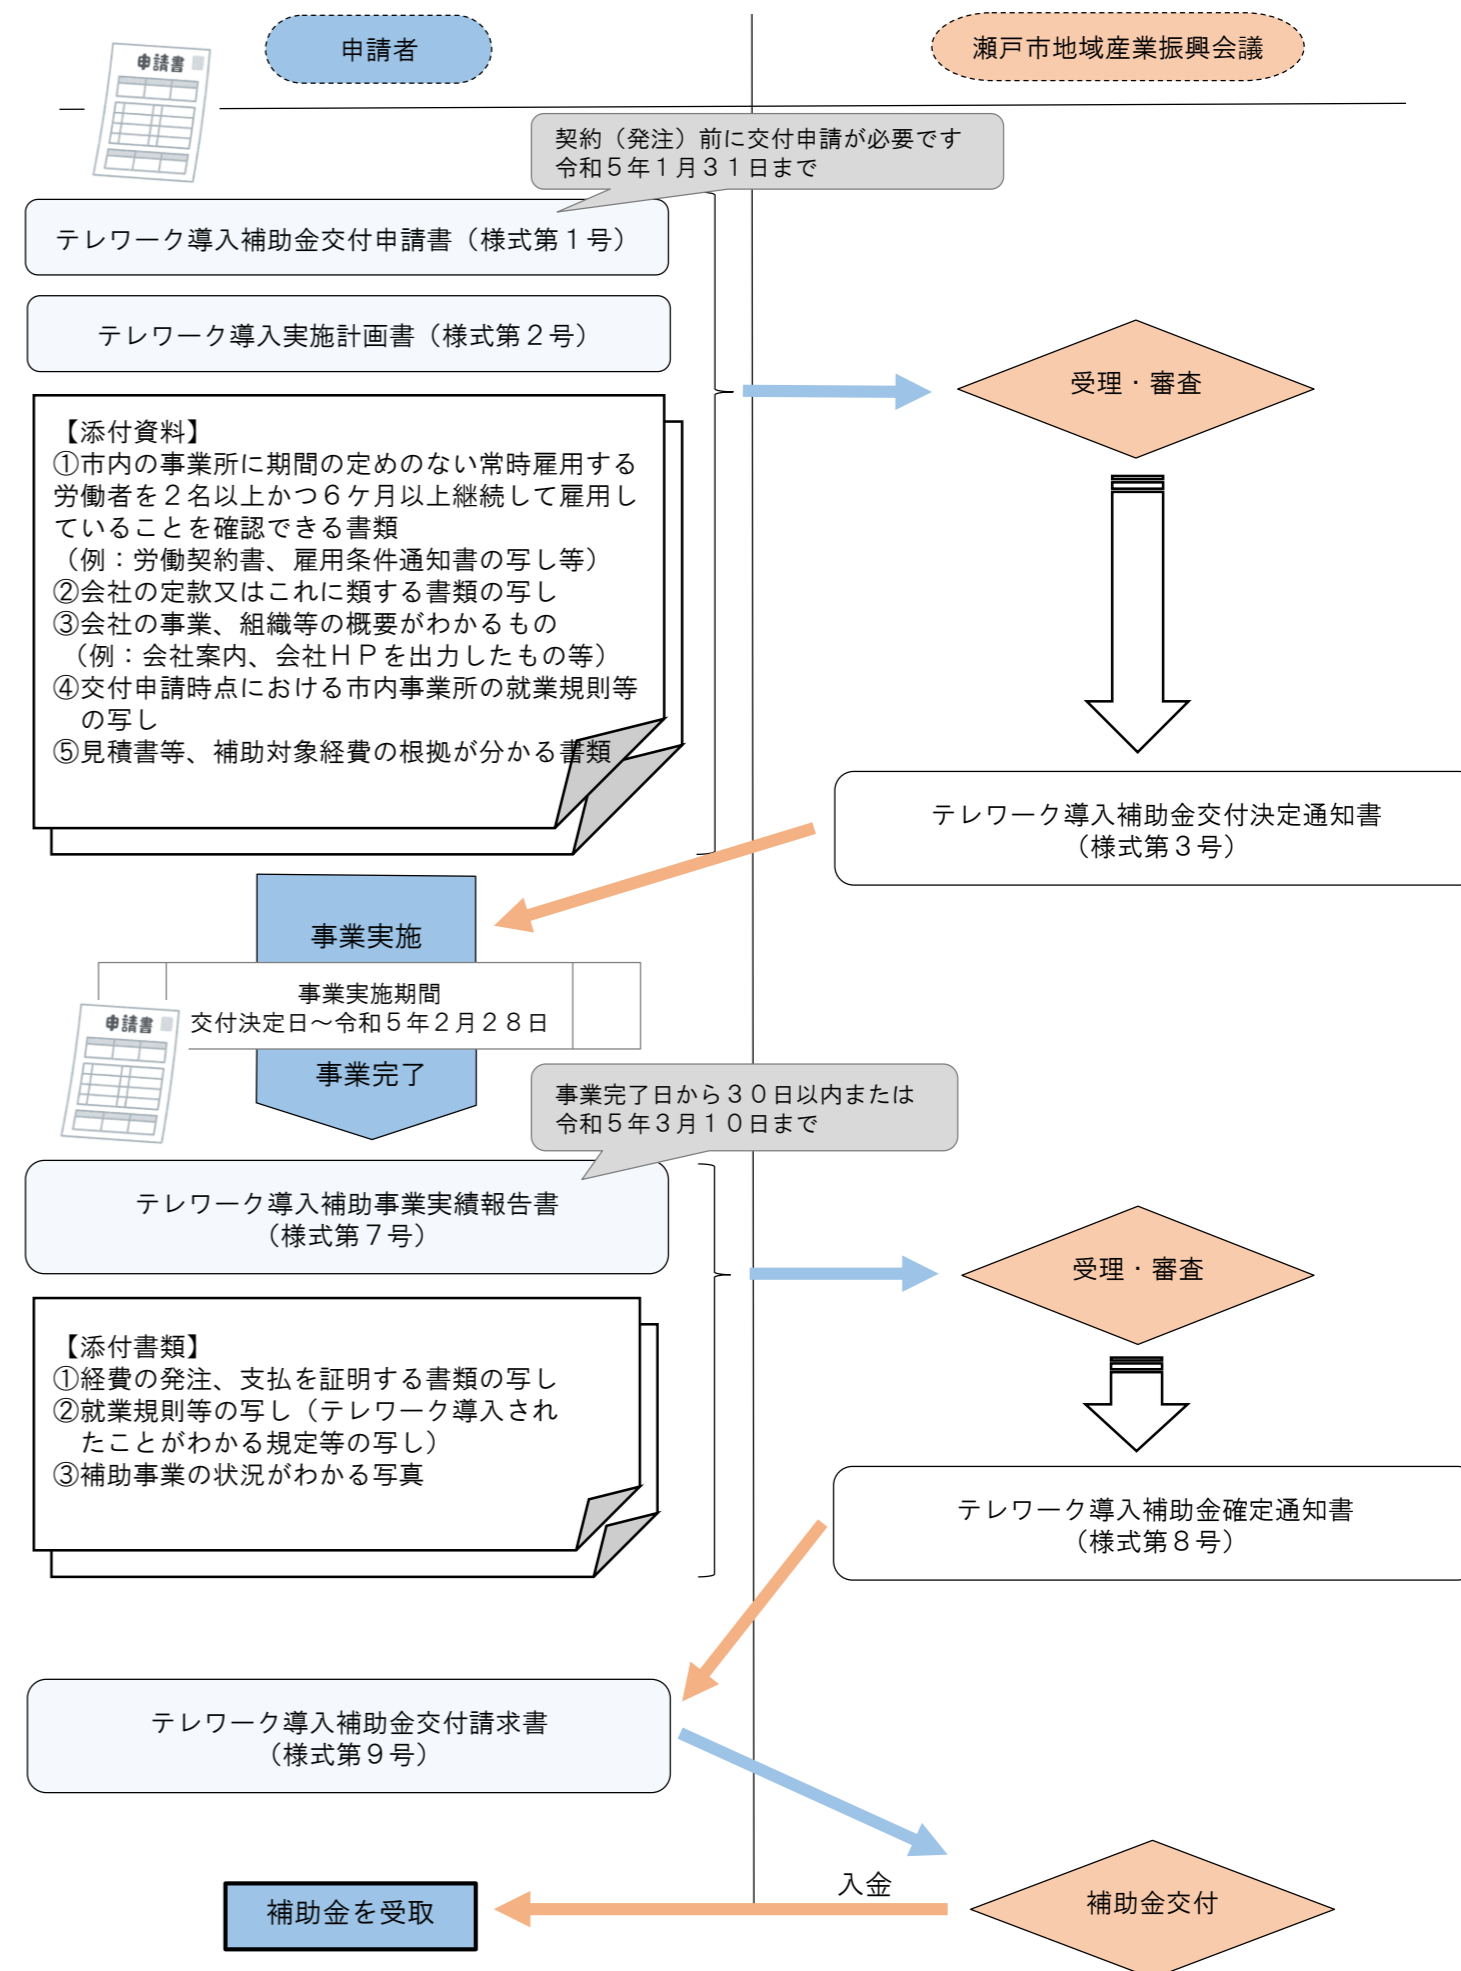 申請書
申請者
瀬戸市地域産業振興会議
契約（発注）前に交付申請が必要です
令和５年１月３１日まで
テレワーク導入補助金交付申請書（様式第１号）
テレワーク導入実施計画書（様式第２号）
受理・審査
【添付資料】
①市内の事業所に期間の定めのない常時雇用する
労働者を２名以上かつ６ケ月以上継続して雇用し
ていることを確認できる書類
（例：労働契約書、雇用条件通知書の写し等）
②会社の定款又はこれに類する書類の写し
③会社の事業、組織等の概要がわかるもの
（例：会社案内、会社ＨＰを出力したもの等）
④交付申請時点における市内事業所の就業規則等
の写し
⑤見積書等、補助対象経費の根拠が分かる書類
テレワーク導入補助金交付決定通知書
（様式第３号）
事業実施
事業実施期間
交付決定日～令和５年２月２８日
申請書
事業完了
事業完了日から３０日以内または
令和５年３月１０日まで
テレワーク導入補助事業実績報告書
（様式第７号）
受理・審査
【添付書類】
①経費の発注、支払を証明する書類の写し
②就業規則等の写し（テレワーク導入され
たことがわかる規定等の写し）
③補助事業の状況がわかる写真
テレワーク導入補助金確定通知書
（様式第８号）
テレワーク導入補助金交付請求書
（様式第９号）
入金
補助金交付
補助金を受取